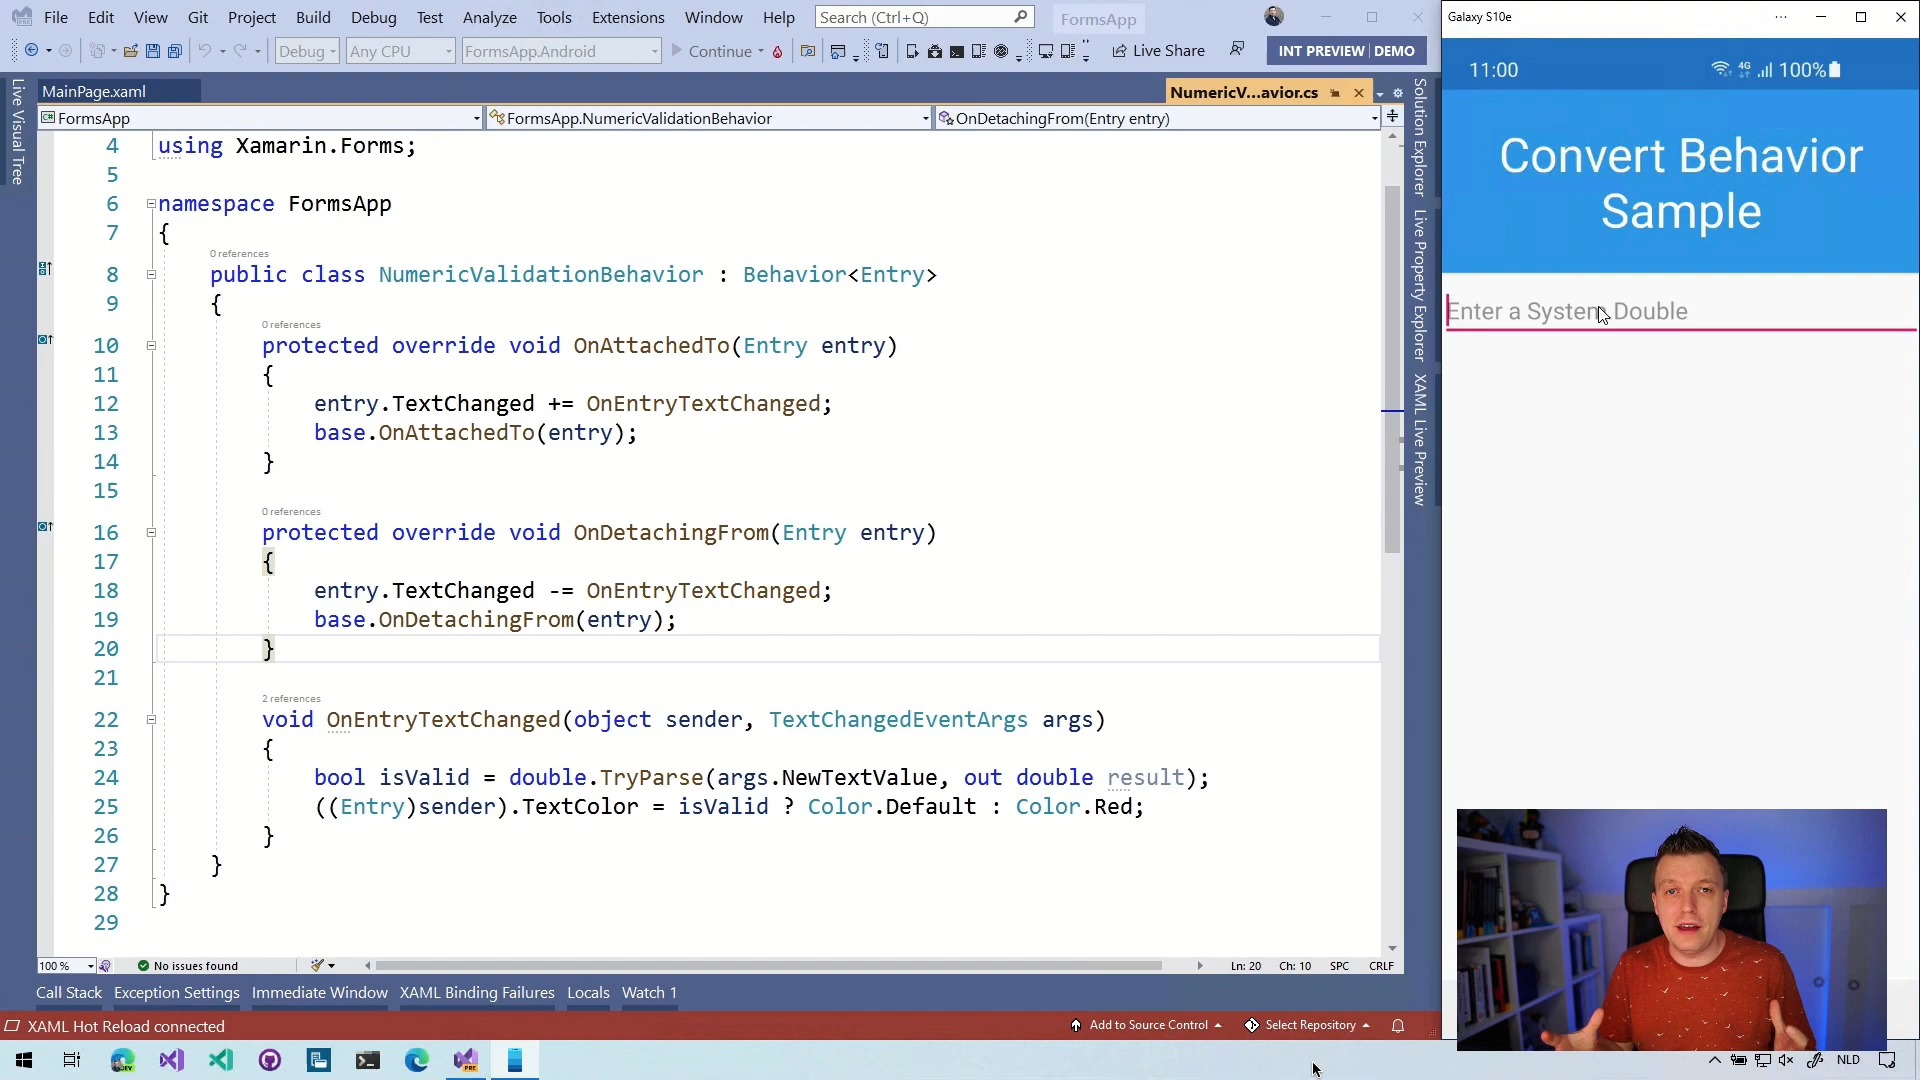 File Edit View Git Project Build Debug Test Analyze Tools Extensions Window Help Search (Ctrl+Q) FormsApp
Debug Any CPU FormsApp.Android Continue Live Share INT PREVIEW DEMO
MainPage.xaml NumericV...avior.cs
FormsApp FormsApp.NumericValidationBehavior OnDetachingFrom(Entry entry)
Live Visual Tree
4 using Xamarin.Forms;
5
6 namespace FormsApp
7 {
0 references
8 public class NumericValidationBehavior : Behavior<Entry>
9 {
0 references
10 protected override void OnAttachedTo(Entry entry)
11 {
12 entry.TextChanged += OnEntryTextChanged;
13 base.OnAttachedTo(entry);
14 }
15
0 references
16 protected override void OnDetachingFrom(Entry entry)
17 {
18 entry.TextChanged -= OnEntryTextChanged;
19 base.OnDetachingFrom(entry);
20 }
21
2 references
22 void OnEntryTextChanged(object sender, TextChangedEventArgs args)
23 {
24 bool isValid = double.TryParse(args.NewTextValue, out double result);
25 ((Entry)sender).TextColor = isValid ? Color.Default : Color.Red;
26 }
27 }
28 }
29
100 % No issues found Ln: 20 Ch: 10 SPC CRLF
Call Stack Exception Settings Immediate Window XAML Binding Failures Locals Watch 1
XAML Hot Reload connected Add to Source Control Select Repository
Solution Explorer
Live Property Explorer
XAML Live Preview
Galaxy S10e
11:00 4G 100%
Convert Behavior
Sample
Enter a System.Double
NLD